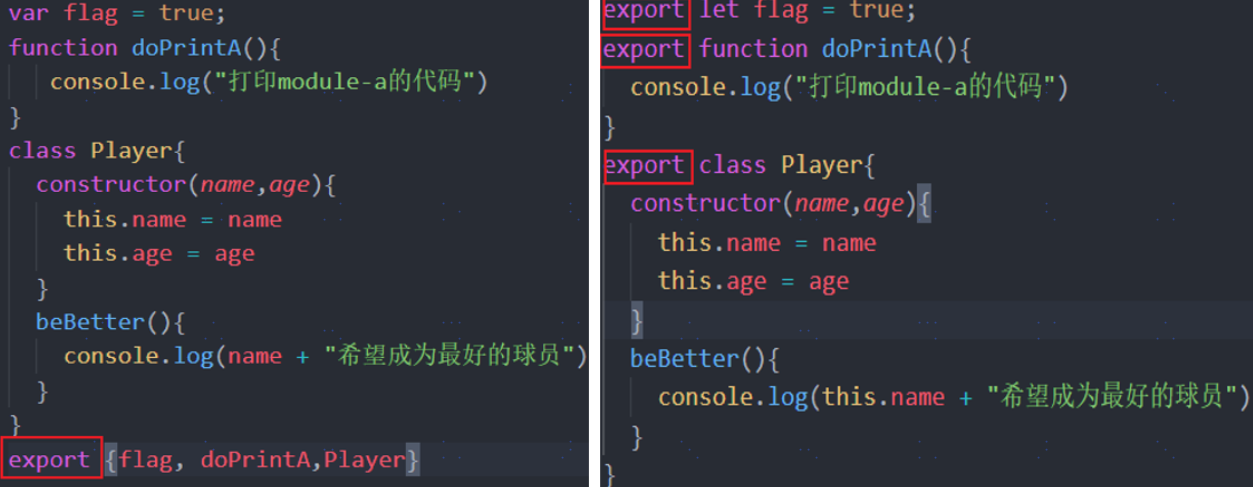 var flag = true;
function doPrintA(){
console.log("打印module-a的代码")
}
class Player{
constructor(name,age){
this.name = name
this.age = age
}
beBetter(){
console.log(name + "希望成为最好的球员")
}
}
export {flag, doPrintA,Player}
export let flag = true;
export function doPrintA(){
console.log("打印module-a的代码")
}
export class Player{
constructor(name,age){
this.name = name
this.age = age
}
beBetter(){
console.log(this.name + "希望成为最好的球员")
}
}